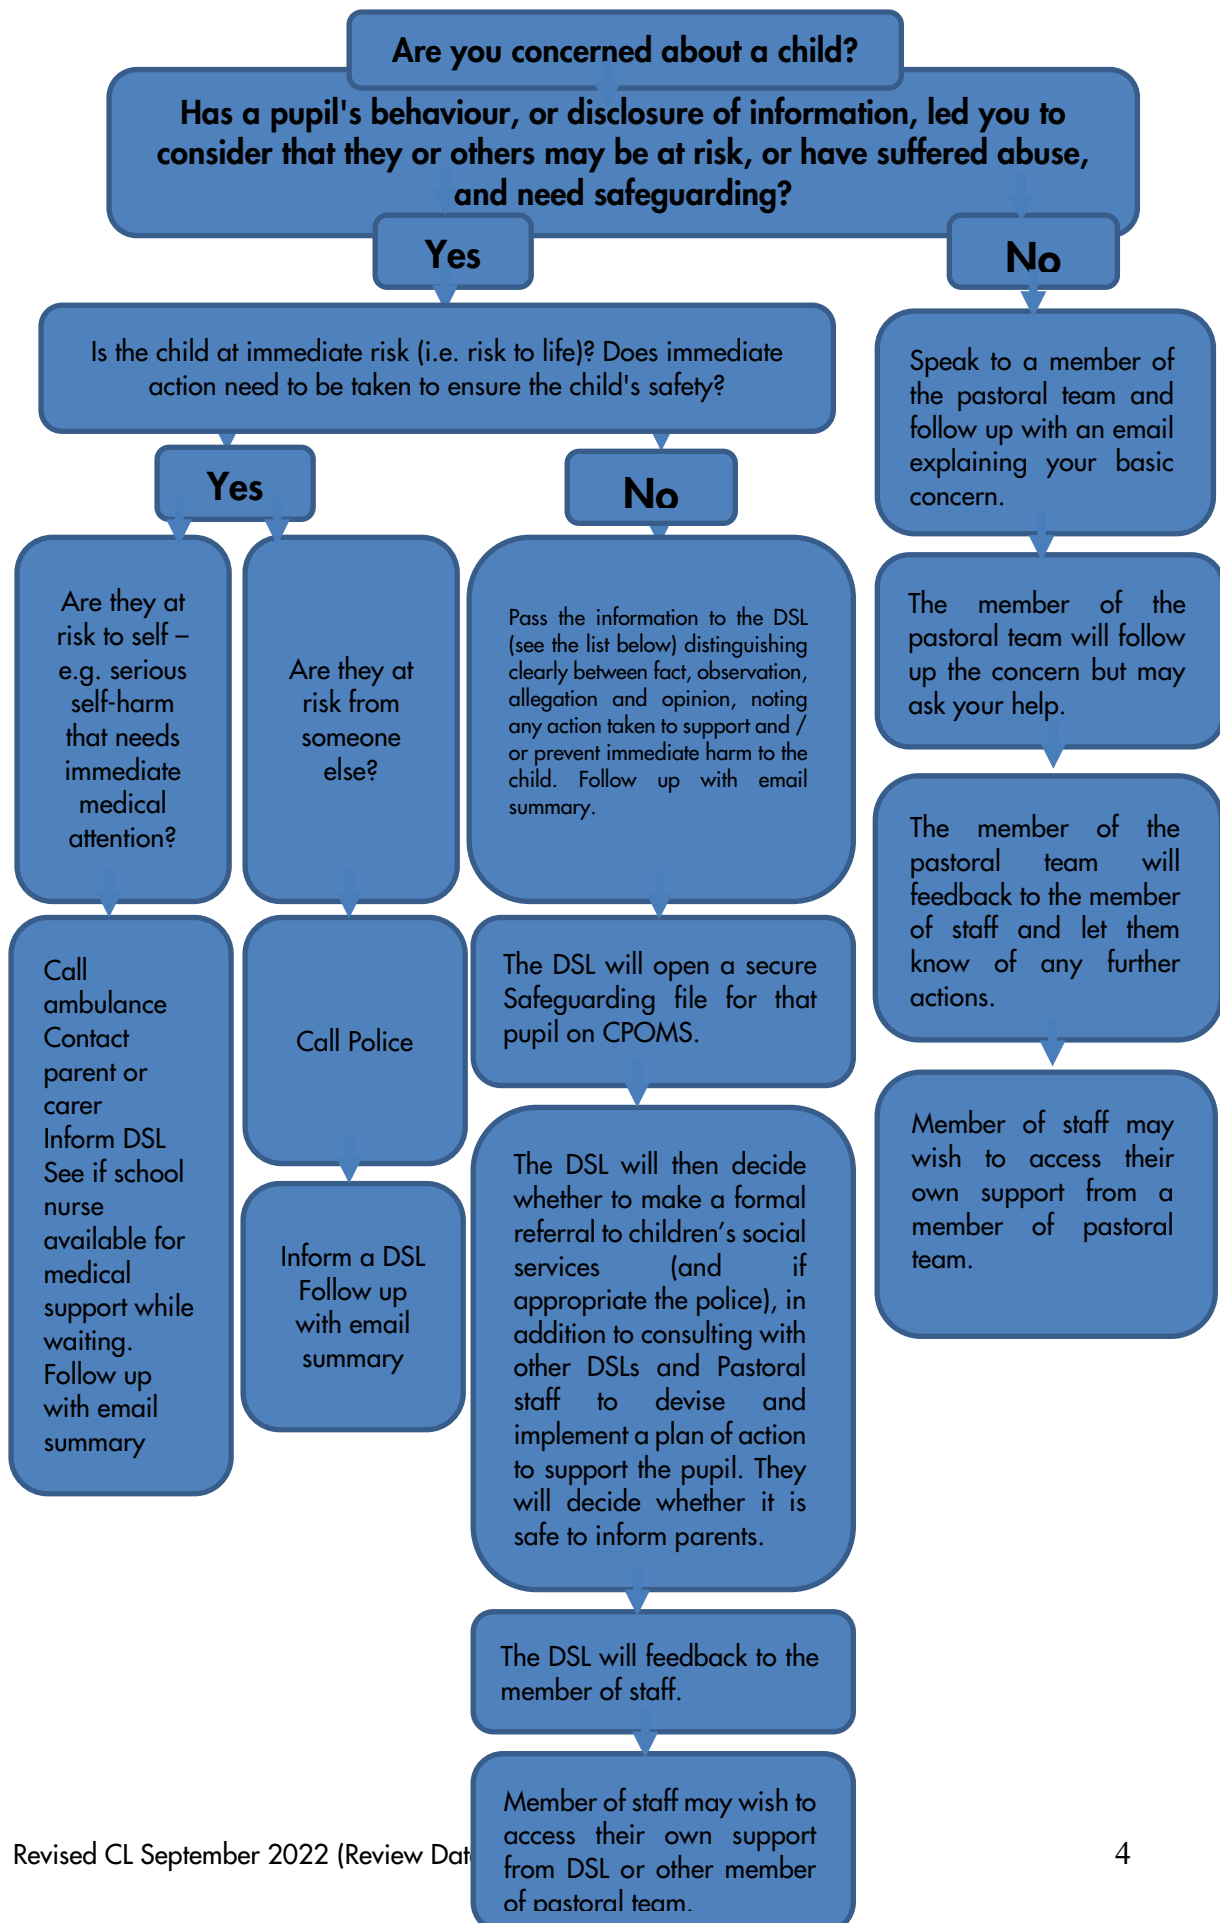 Are you concerned about a child?
Has a pupil's behaviour, or disclosure of information, led you to
consider that they or others may be at risk, or have suffered abuse,
and need safeguarding?
Yes
No
Is the child at immediate risk (i.e. risk to life)? Does immediate
action need to be taken to ensure the child's safety?
Yes
No
Are they at
risk to self –
e.g. serious
self-harm
that needs
immediate
medical
attention?
Call
ambulance
Contact
parent or
carer
Inform DSL
See if school
nurse
available for
medical
support while
waiting.
Follow up
with email
summary
Are they at
risk from
someone
else?
Call Police
Inform a DSL
Follow up
with email
summary
Pass the information to the DSL
(see the list below) distinguishing
clearly between fact, observation,
allegation and opinion, noting
any action taken to support and /
or prevent immediate harm to the
child. Follow up with email
summary.
The DSL will open a secure
Safeguarding file for that
pupil on CPOMS.
The DSL will then decide
whether to make a formal
referral to children’s social
services (and if
appropriate the police), in
addition to consulting with
other DSLs and Pastoral
staff to devise and
implement a plan of action
to support the pupil. They
will decide whether it is
safe to inform parents.
The DSL will feedback to the
member of staff.
Member of staff may wish to
access their own support
from DSL or other member
of pastoral team.
Speak to a member of
the pastoral team and
follow up with an email
explaining your basic
concern.
The member of the
pastoral team will follow
up the concern but may
ask your help.
The member of the
pastoral team will
feedback to the member
of staff and let them
know of any further
actions.
Member of staff may
wish to access their
own support from a
member of pastoral
team.
Revised CL September 2022 (Review Dat
4